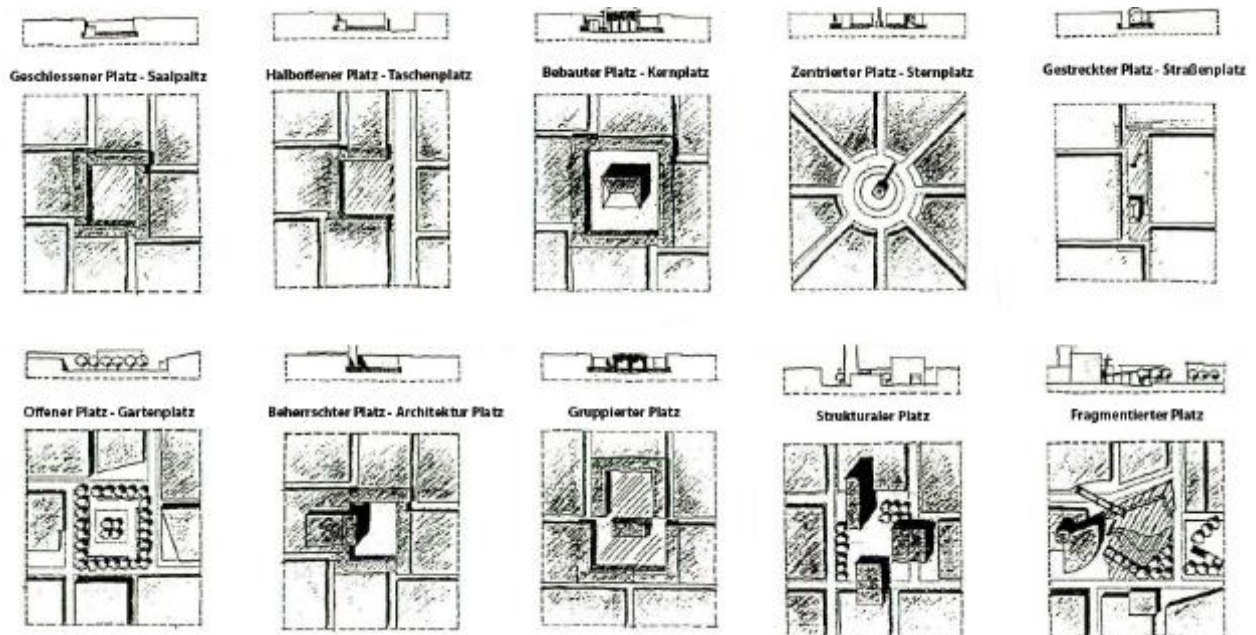 Geschlossener Platz - Saalpaltz
Halboffener Platz - Taschenplatz
Bebauter Platz - Kernplatz
Zentrierter Platz - Sternplatz
Gestreckter Platz - Straßenplatz
Offener Platz - Gartenplatz
Beherrschter Platz - Architektur Platz
Gruppierter Platz
Strukturaler Platz
Fragmentierter Platz